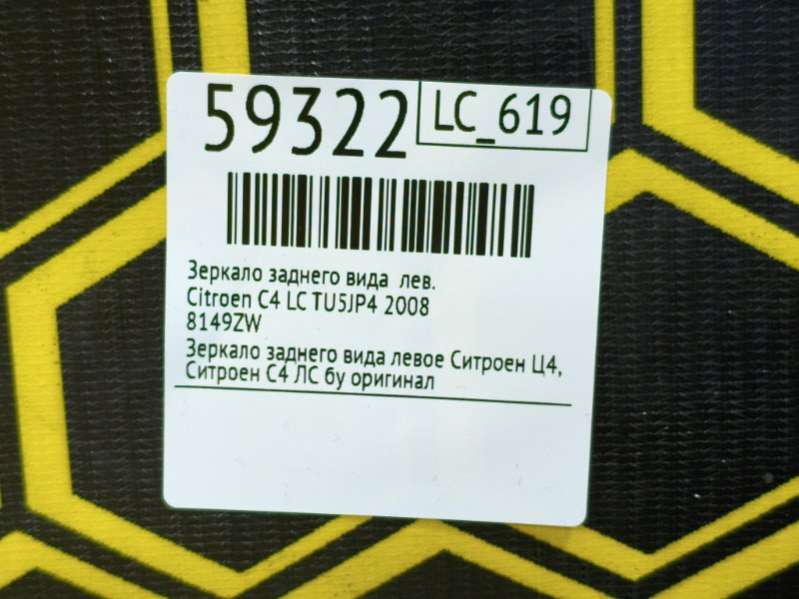 59322
LC_619
Зеркало заднего вида лев.
Citroen C4 LC TU5JP4 2008
8149ZW
Зеркало заднего вида левое Ситроен Ц4,
Ситроен С4 ЛС бу оригинал